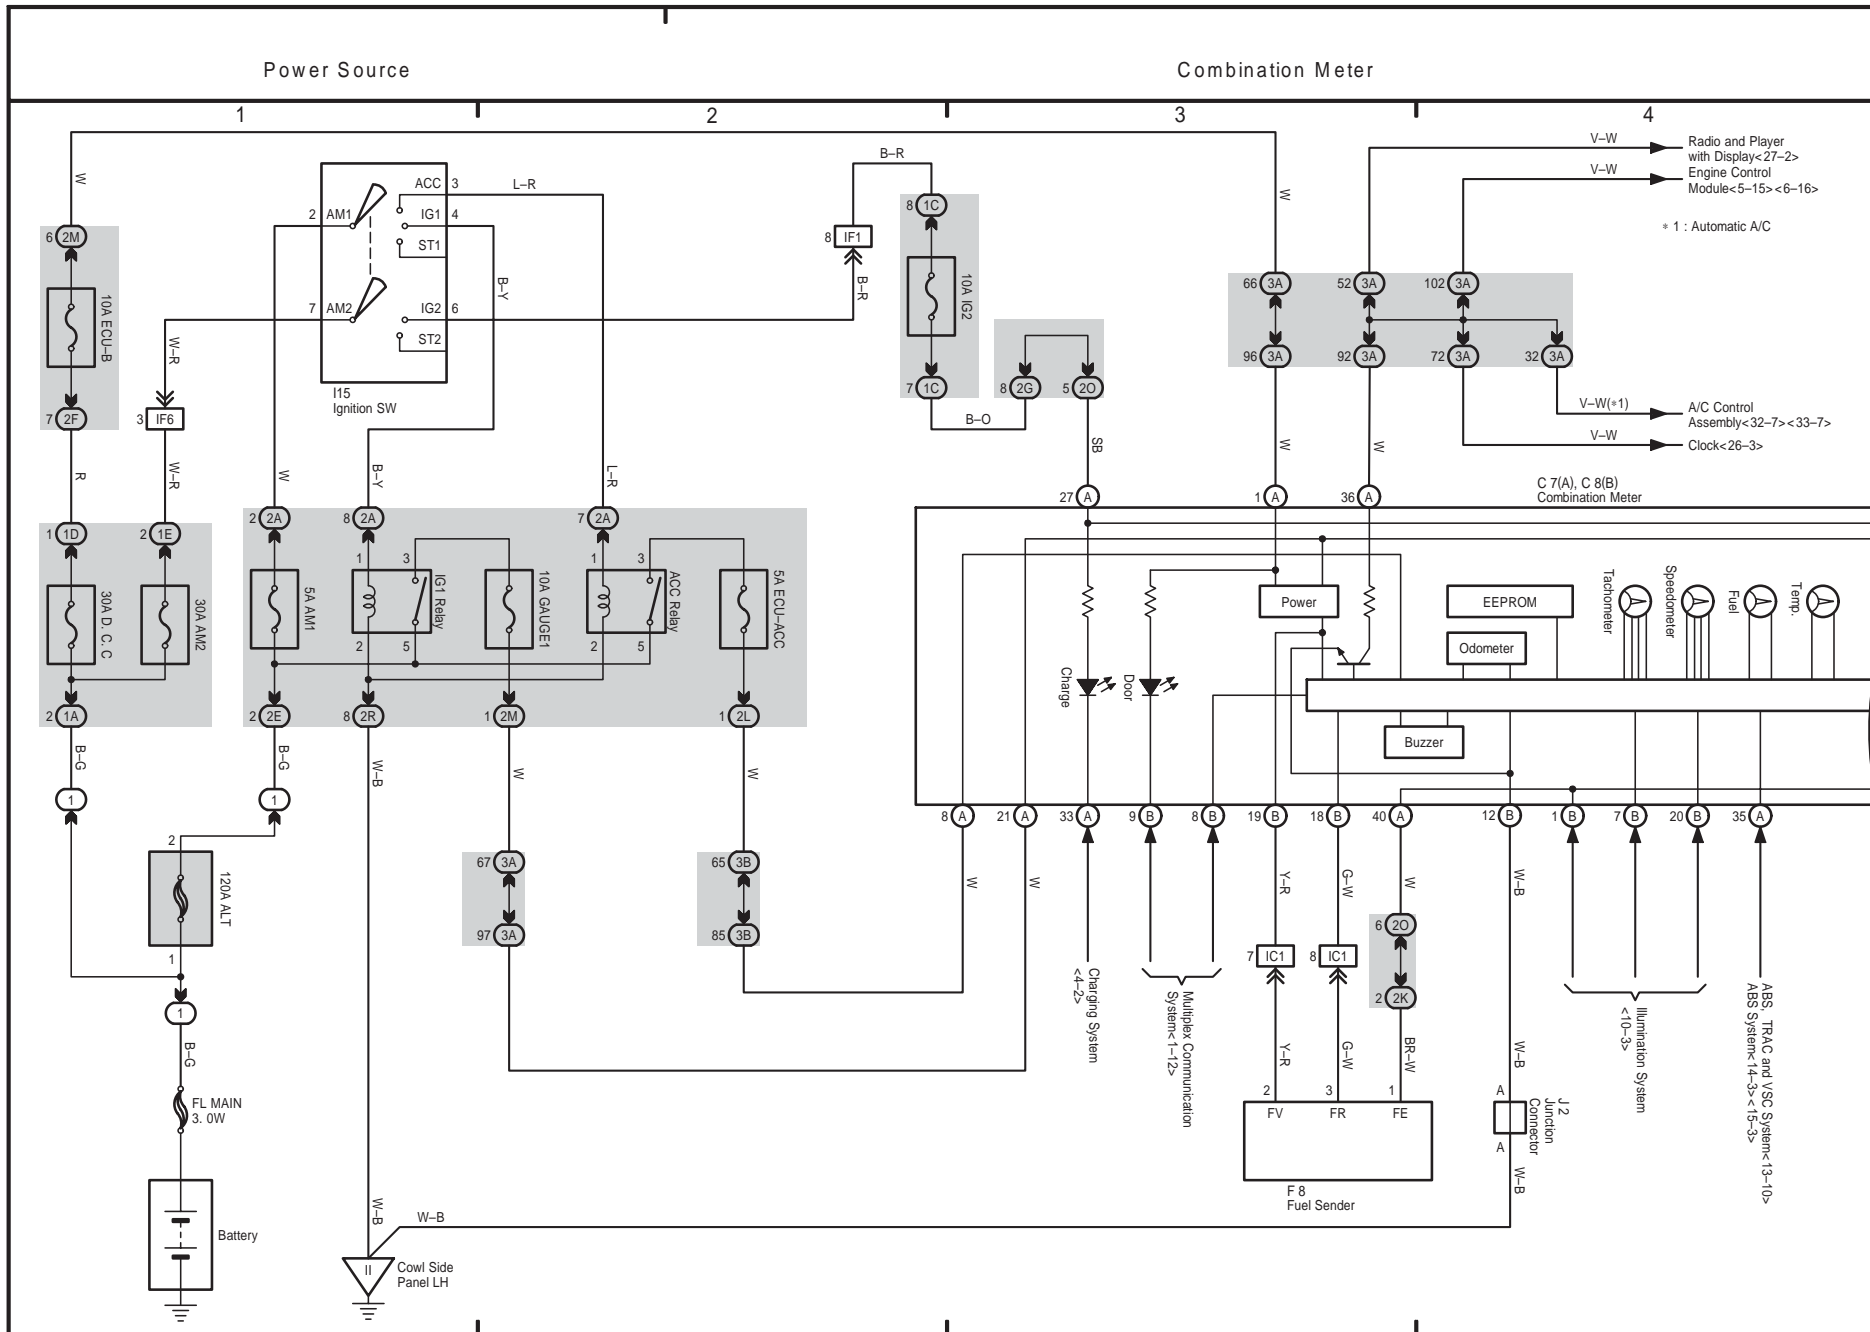 Power Source
Combination Meter
1
2
3
4
W
6 2M
10A ECU-B
7 2F
R
W-R
3 IF6
W-R
ACC 3
2 AM1
IG1 4
ST1
7 AM2
IG2 6
ST2
I15
Ignition SW
L-R
B-Y
B-R
8 IF1
B-R
8 1C
10A IG2
7 1C
B-O
8 2G
5 2O
SB
W
V-W
Radio and Player
with Display<27-2>
V-W
Engine Control
Module<5-15><6-16>
* 1 : Automatic A/C
66 3A
52 3A
102 3A
96 3A
92 3A
72 3A
32 3A
V-W(*1)
A/C Control
Assembly<32-7><33-7>
V-W
Clock<26-3>
W
W
W
B-Y
L-R
1 1D
2 1E
30A D. C. C
30A AM2
2 1A
2 2A
8 2A
7 2A
5A AM1
1
3
IG1 Relay
2
5
10A GAUGE1
1
3
ACC Relay
2
5
5A ECU-ACC
2 2E
8 2R
1 2M
1 2L
B-G
B-G
W-B
W
W
1
1
2
120A ALT
1
1
B-G
FL MAIN
3. 0W
Battery
67 3A
97 3A
65 3B
85 3B
W-B
W-B
II
Cowl Side
Panel LH
C 7(A), C 8(B)
Combination Meter
27 A
1 A
36 A
Charge
Door
Power
EEPROM
Odometer
Buzzer
Tachometer
Speedometer
Fuel
Temp.
8 A
21 A
33 A
9 B
8 B
19 B
18 B
40 A
12 B
1 B
7 B
20 B
35 A
W
W
Y-R
G-W
W
W-B
Charging System
<4-2>
Multiplex Communication
System<1-12>
7 IC1
8 IC1
6 2O
2 2K
Y-R
G-W
BR-W
W-B
2
3
1
FV
FR
FE
F 8
Fuel Sender
A
A
J 2
Junction
Connector
W-B
Illumination System
<10-3>
ABS, TRAC and VSC System<13-10>
ABS System<14-3><15-3>